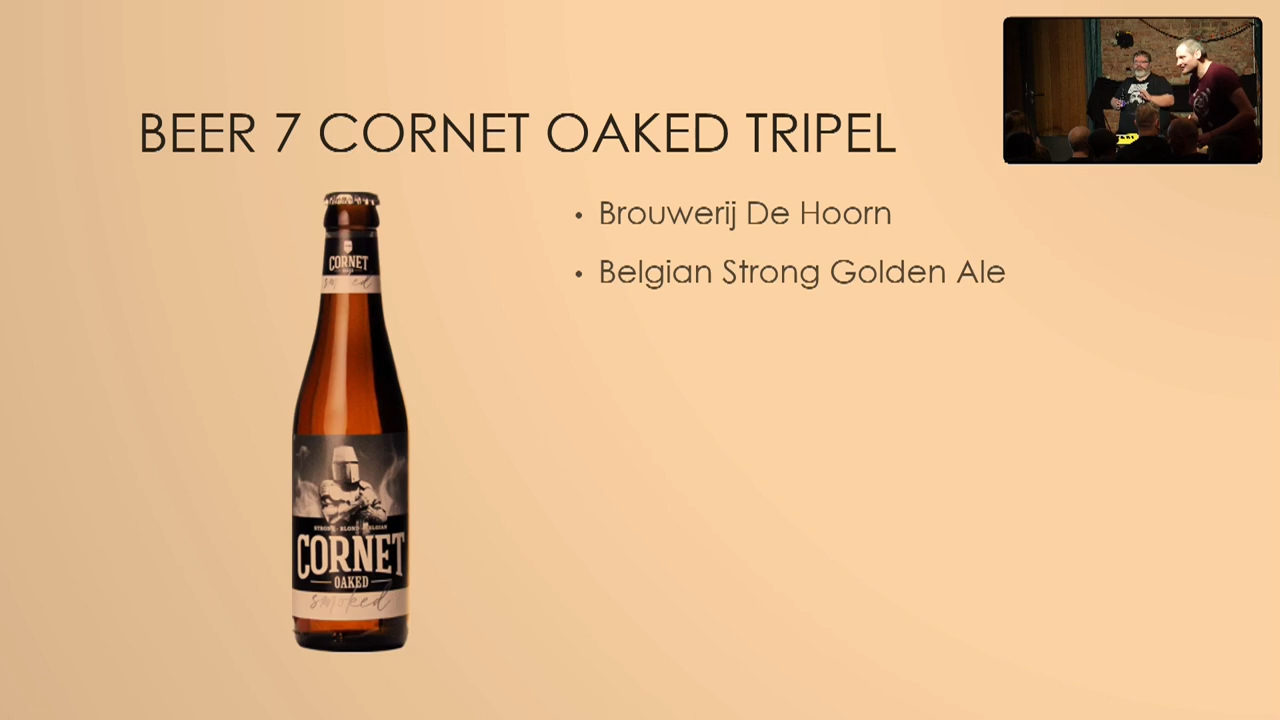 BEER 7 CORNET OAKED TRIPEL
• Brouwerij De Hoorn
• Belgian Strong Golden Ale
CORNET
STRONG - BLOND - BELGIAN
CORNET
OAKED
smoked